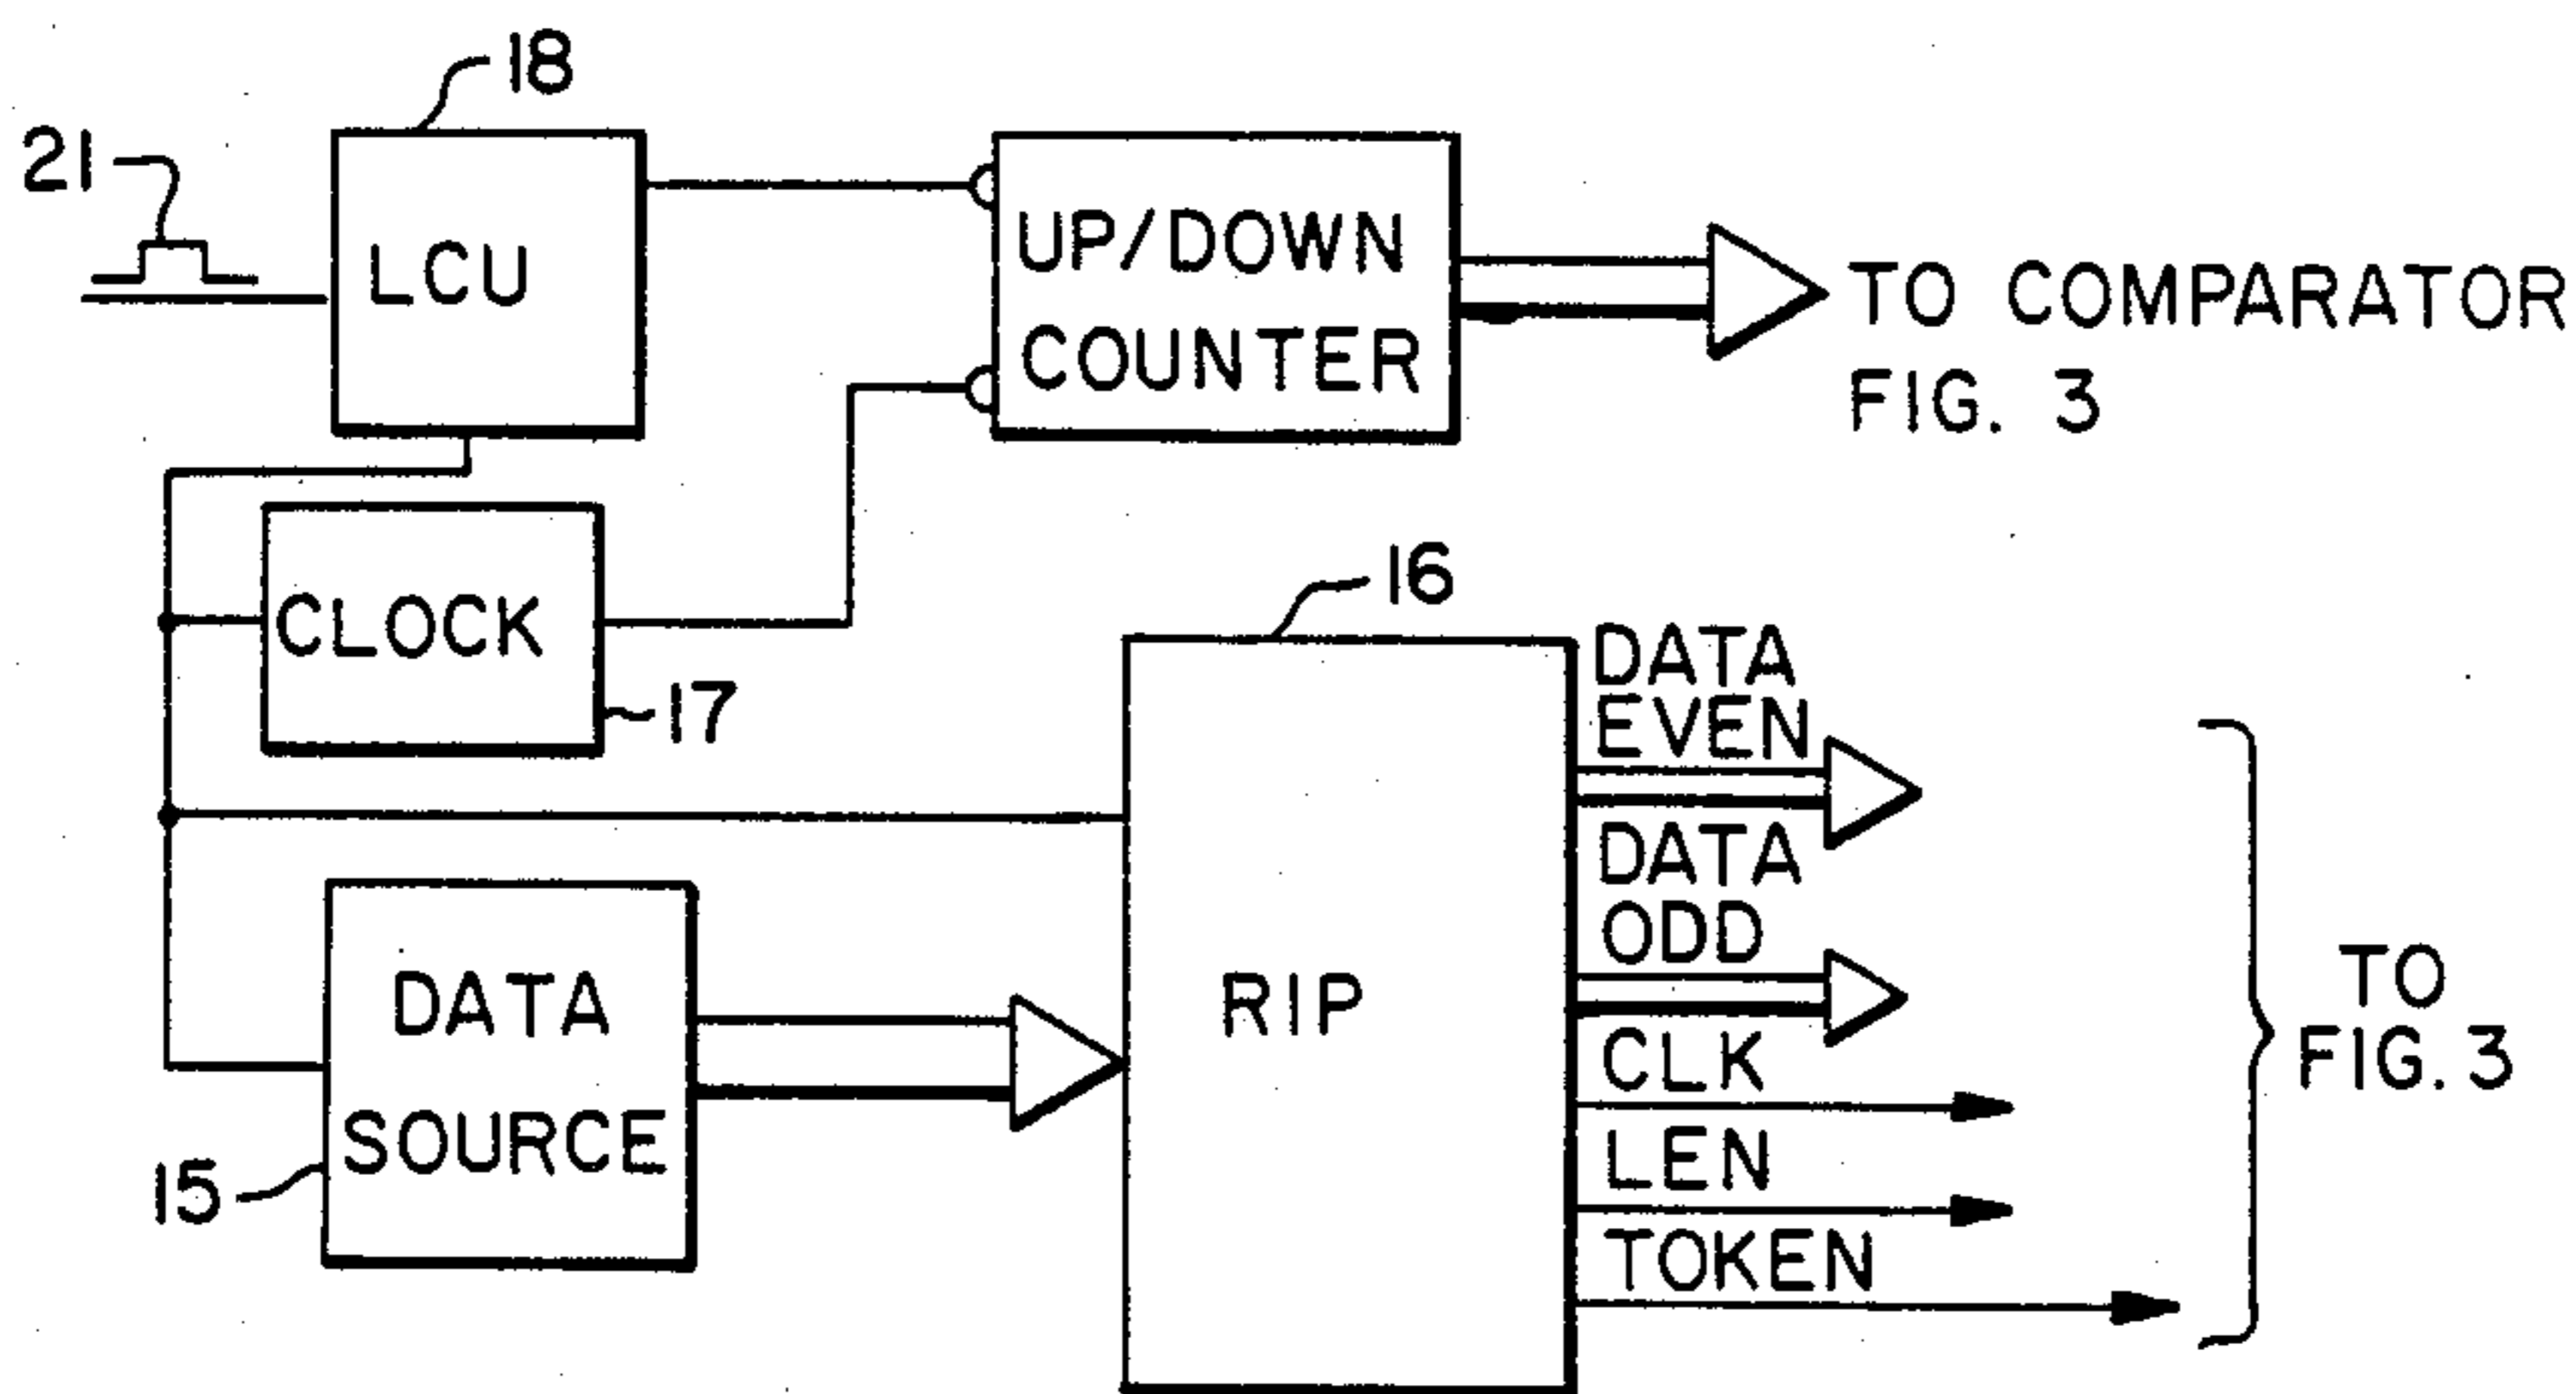 18
21
LCU
UP/DOWN
COUNTER
TO COMPARATOR
FIG. 3
CLOCK
17
16
RIP
DATA
EVEN
DATA
ODD
CLK
LEN
TOKEN
TO
FIG. 3
DATA
SOURCE
15